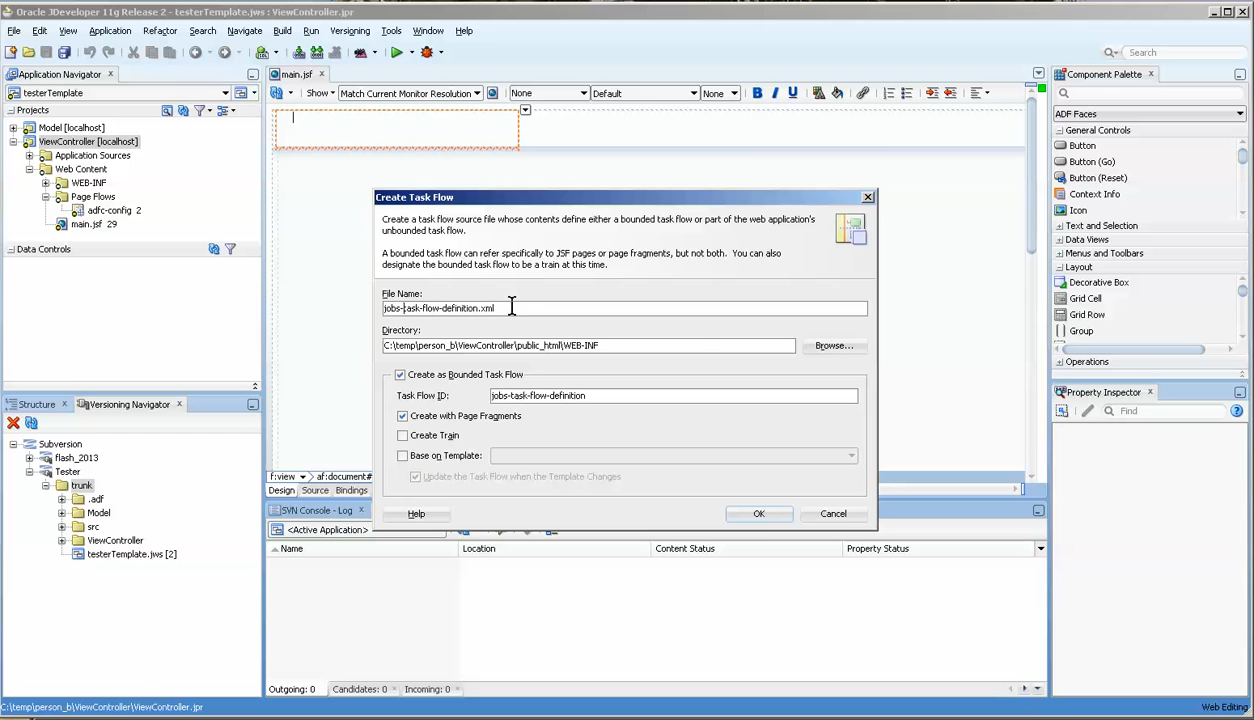 Oracle JDeveloper 11g Release 2 - testerTemplate.jws : ViewController.jpr
File Edit View Application Refactor Search Navigate Build Run Versioning Tools Window Help
Search
Application Navigator
testerTemplate
Projects
Model [localhost]
ViewController [localhost]
Application Sources
Web Content
WEB-INF
Page Flows
adfc-config 2
main.jsf 29
Data Controls
Structure
Versioning Navigator
Subversion
flash_2013
Tester
trunk
.adf
Model
src
ViewController
testerTemplate.jws [2]
main.jsf
Show Match Current Monitor Resolution None Default None B I U
Create Task Flow
Create a task flow source file whose contents define either a bounded task flow or part of the web application's
unbounded task flow.
A bounded task flow can refer specifically to JSF pages or page fragments, but not both. You can also
designate the bounded task flow to be a train at this time.
File Name:
jobs-task-flow-definition.xml
Directory:
C:\temp\person_b\ViewController\public_html\WEB-INF
Browse...
Create as Bounded Task Flow
Task Flow ID: jobs-task-flow-definition
Create with Page Fragments
Create Train
Base on Template:
Update the Task Flow when the Template Changes
Help OK Cancel
f:view af:document#
Design Source Bindings
SVN Console - Log
<Active Application>
Name Location Content Status Property Status
Outgoing: 0 Candidates: 0 Incoming: 0
Component Palette
ADF Faces
General Controls
Button
Button (Go)
Button (Reset)
Context Info
Icon
Text and Selection
Data Views
Menus and Toolbars
Layout
Decorative Box
Grid Cell
Grid Row
Group
Operations
Property Inspector
Find
C:\temp\person_b\ViewController\ViewController.jpr
Web Editing